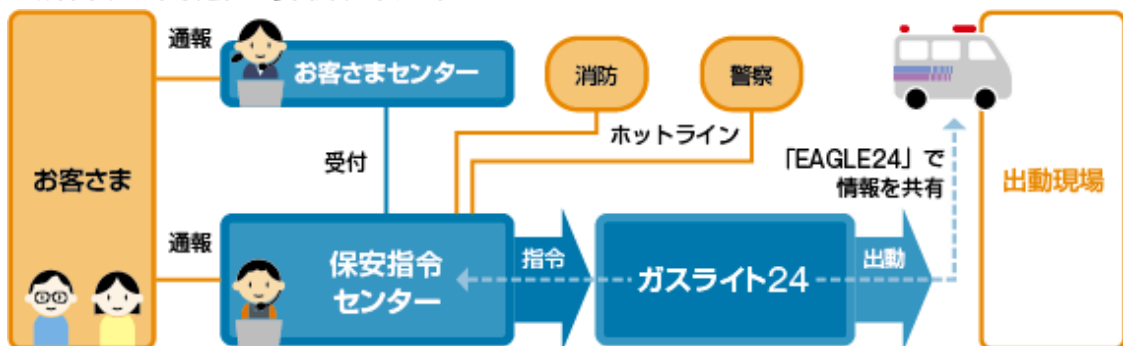 通報
お客さまセンター
消防
警察
ホットライン
受付
「EAGLE24」で
情報を共有
お客さま
出動現場
通報
保安指令
センター
指令
ガスライト24
出動